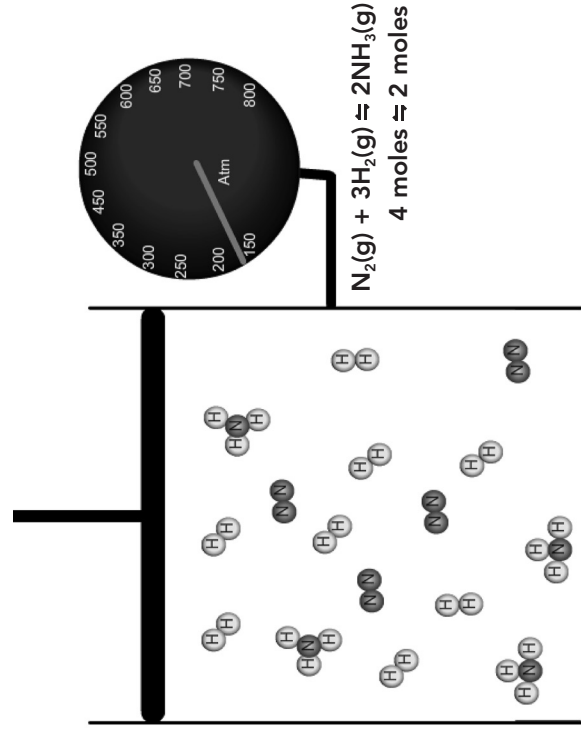 150
200
250
300
350
450
500
550
600
650
700
750
800
Atm
N₂(g) + 3H₂(g) ⇆ 2NH₃(g)
4 moles ⇆ 2 moles
H N H H
H H
N N
H H
H H
H H
H H
N N
N N
H H
N N
H H
H N H H
H H
H H
H N H H
H N H H